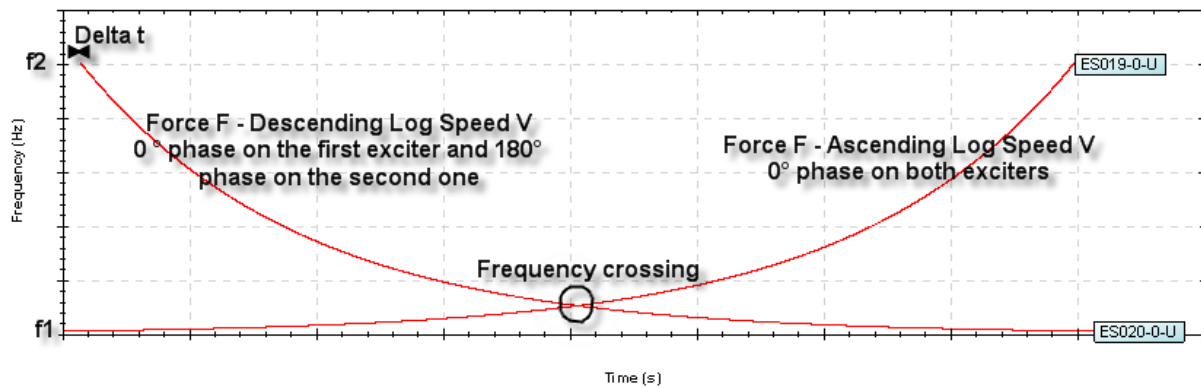 Delta t
f2
ES019-0-U
Force F - Descending Log Speed V
0 ° phase on the first exciter and 180°
phase on the second one
Force F - Ascending Log Speed V
0° phase on both exciters
Frequency (Hz)
Frequency crossing
f1
ES020-0-U
Time (s)